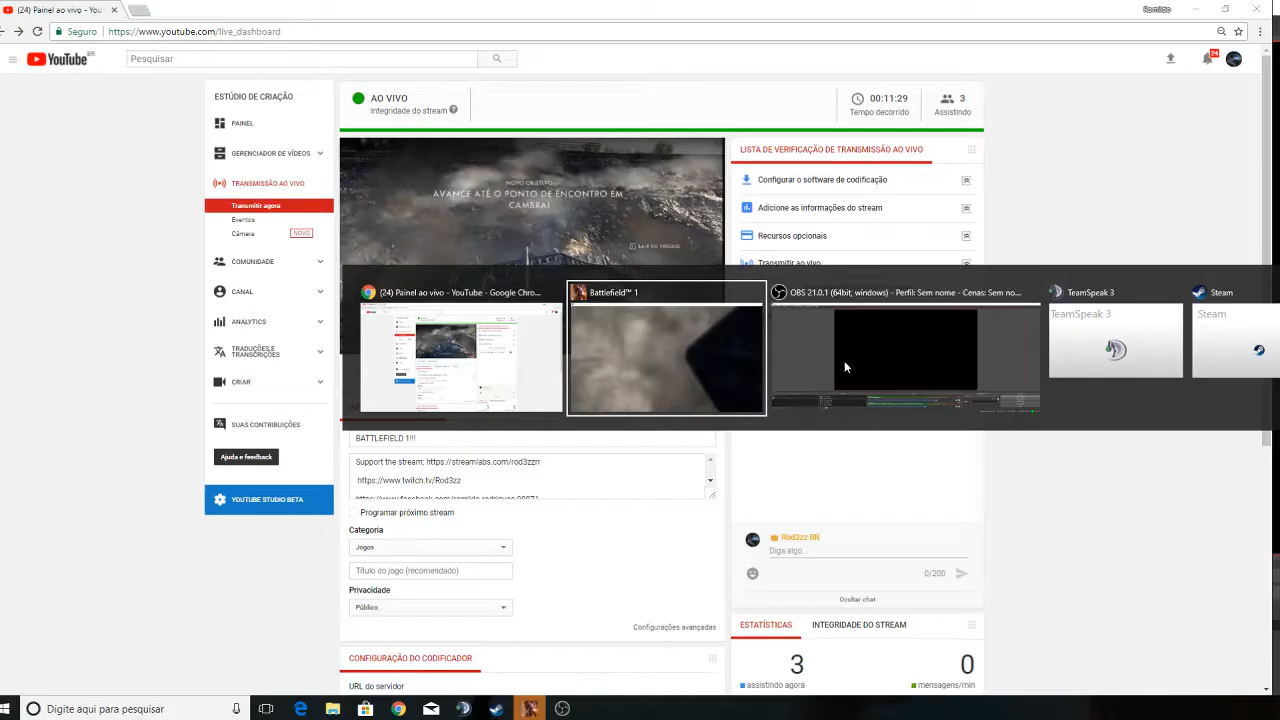 (24) Painel ao vivo - You
Romildo
Seguro
https://www.youtube.com/live_dashboard
YouTube BR
Pesquisar
24
ESTÚDIO DE CRIAÇÃO
PAINEL
GERENCIADOR DE VÍDEOS
TRANSMISSÃO AO VIVO
Transmitir agora
Eventos
Câmera
NOVO
COMUNIDADE
CANAL
ANALYTICS
TRADUÇÕES E
TRANSCRIÇÕES
CRIAR
SUAS CONTRIBUIÇÕES
Ajuda e feedback
YOUTUBE STUDIO BETA
AO VIVO
Integridade do stream
00:11:29
Tempo decorrido
3
Assistindo
NOVO OBJETIVO
AVANCE ATÉ O PONTO DE ENCONTRO EM
CAMBRAI
SAIR DO VEÍCULO
LISTA DE VERIFICAÇÃO DE TRANSMISSÃO AO VIVO
Configurar o software de codificação
Adicione as informações do stream
Recursos opcionais
Transmitir ao vivo
(24) Painel ao vivo - YouTube - Google Chro...
Battlefield™ 1
OBS 21.0.1 (64bit, windows) - Perfil: Sem nome - Cenas: Sem no...
TeamSpeak 3
TeamSpeak 3
Steam
Steam
BATTLEFIELD 1!!!
Support the stream: https://streamlabs.com/rod3zzrr
https://www.twitch.tv/Rod3zz
Programar próximo stream
Categoria
Jogos
Título do jogo (recomendado)
Privacidade
Público
Configurações avançadas
CONFIGURAÇÃO DO CODIFICADOR
URL do servidor
Rod3zz RR
Diga algo...
0/200
Ocultar chat
ESTATÍSTICAS
INTEGRIDADE DO STREAM
3
assistindo agora
0
mensagens/min
Digite aqui para pesquisar